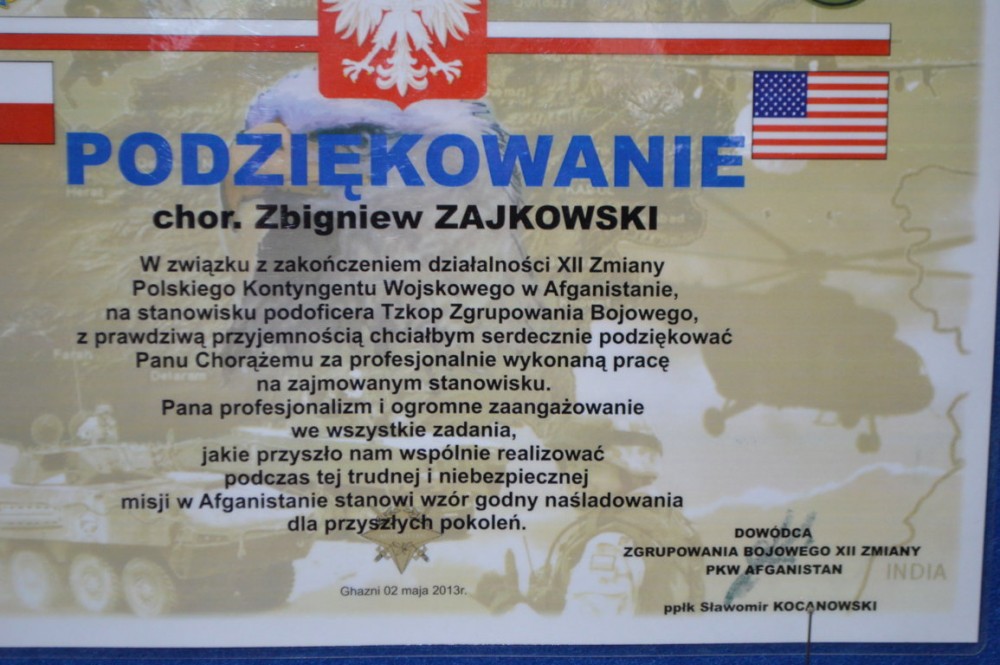 PODZIĘKOWANIE
chor. Zbigniew ZAJKOWSKI
W związku z zakończeniem działalności XII Zmiany
Polskiego Kontyngentu Wojskowego w Afganistanie,
na stanowisku podoficera Tzkop Zgrupowania Bojowego,
z prawdziwą przyjemnością chciałbym serdecznie podziękować
Panu Chorążemu za profesjonalnie wykonaną pracę
na zajmowanym stanowisku.
Pana profesjonalizm i ogromne zaangażowanie
we wszystkie zadania,
jakie przyszło nam wspólnie realizować
podczas tej trudnej i niebezpiecznej
misji w Afganistanie stanowi wzór godny naśladowania
dla przyszłych pokoleń.
DOWÓDCA
ZGRUPOWANIA BOJOWEGO XII ZMIANY
PKW AFGANISTAN
INDIA
Ghazni 02 maja 2013r.
ppłk Sławomir KOCANOWSKI